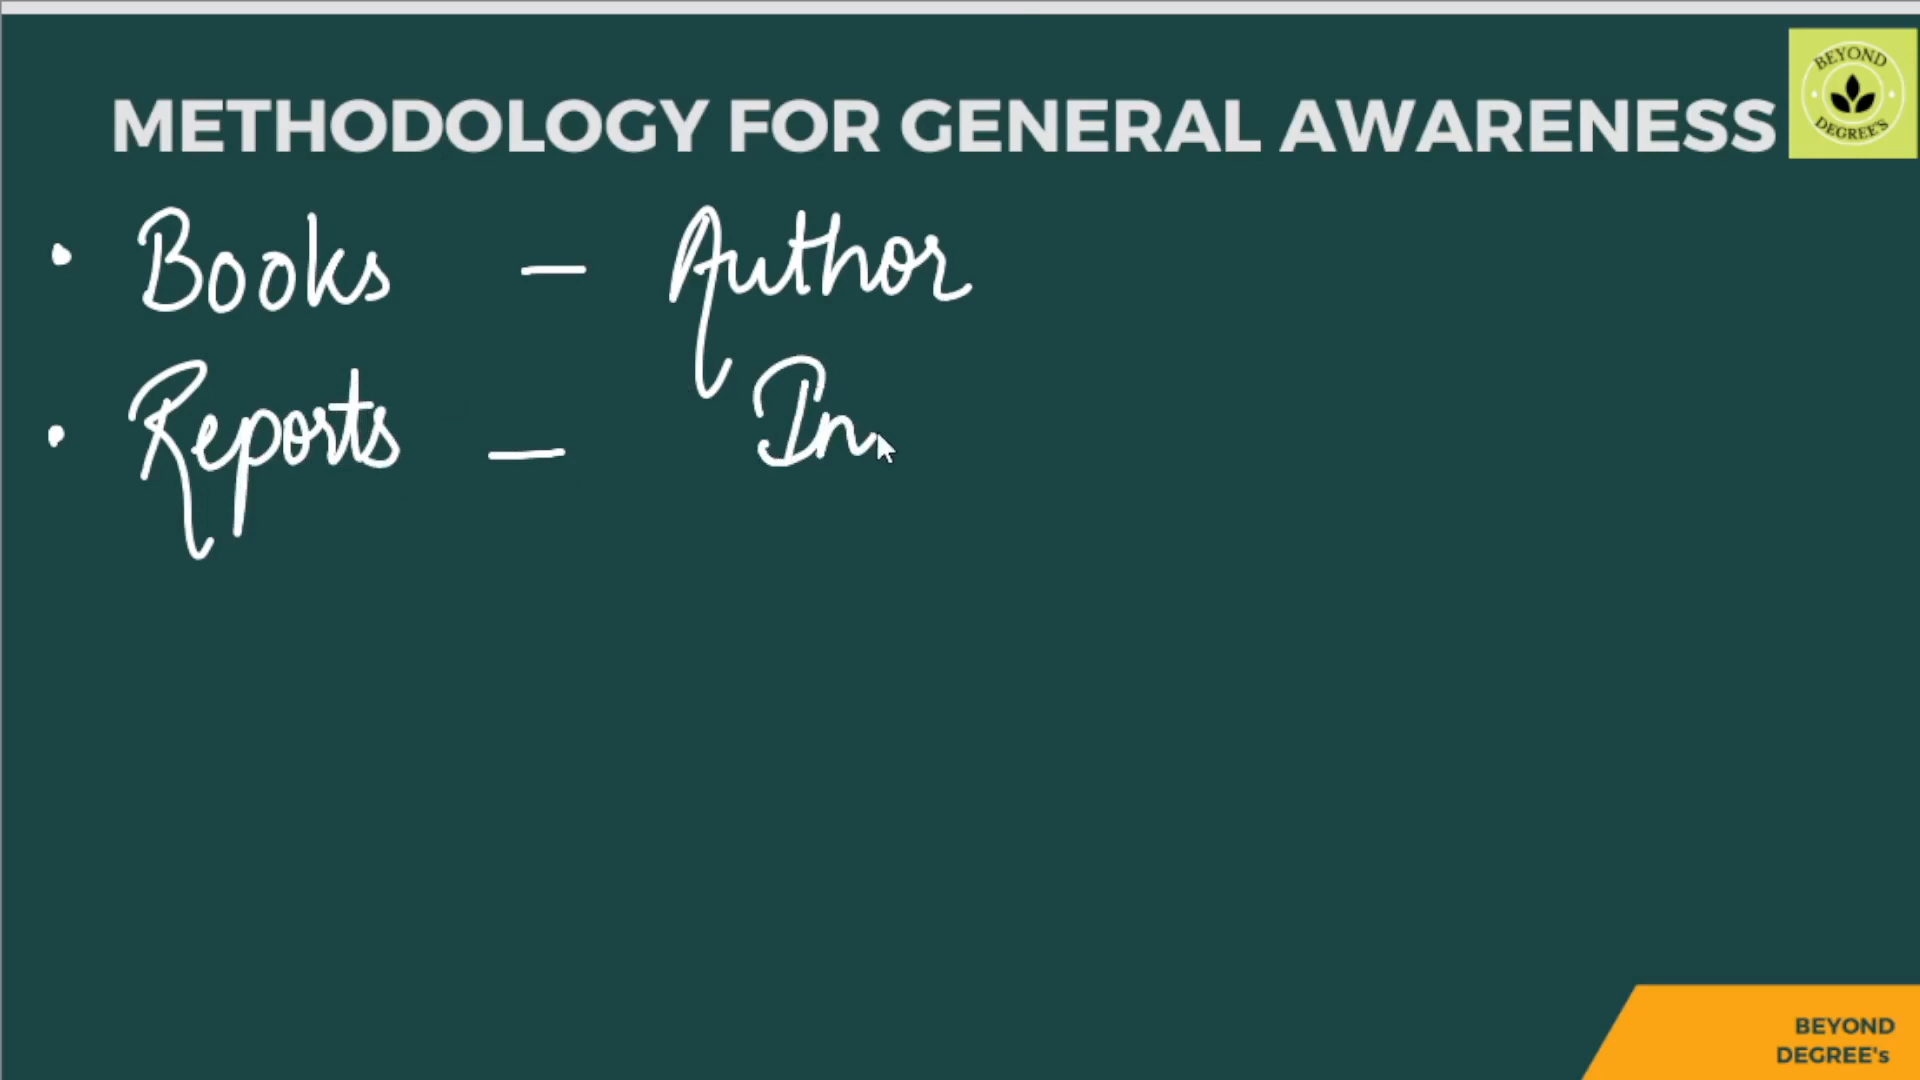 BEYOND
DEGREE'S
METHODOLOGY FOR GENERAL AWARENESS
• Books – Author
• Reports – In
BEYOND
DEGREE's